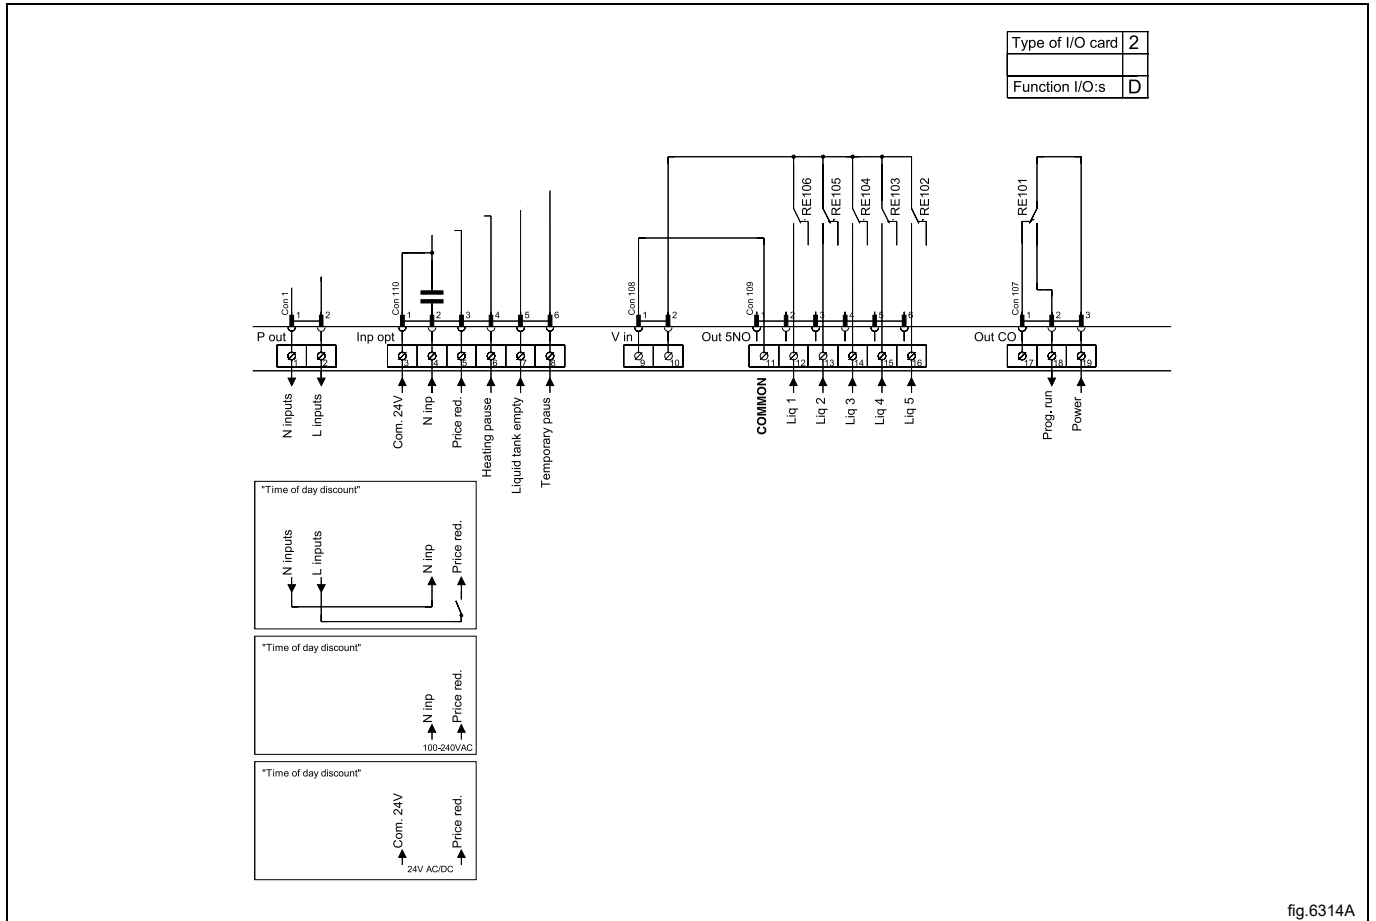 Type of I/O card 2
Function I/O:s D
RE106
RE105
RE104
RE103
RE102
RE101
Con 1
Con 110
Con 108
Con 109
Con 107
1 2 1 2 3 4 5 6 1 2 1 2 3 4 5 6 1 2 3
P out Inp opt V in Out 5NO Out CO
1 2 3 4 5 6 7 8 9 10 11 12 13 14 15 16 17 18 19
N inputs
L inputs
Com. 24V
N inp
Price red.
Heating pause
Liquid tank empty
Temporary paus
COMMON
Liq 1
Liq 2
Liq 3
Liq 4
Liq 5
Prog. run
Power
"Time of day discount"
N inputs
L inputs
N inp
Price red.
"Time of day discount"
N inp
Price red.
100-240VAC
"Time of day discount"
Com. 24V
Price red.
24V AC/DC
fig.6314A